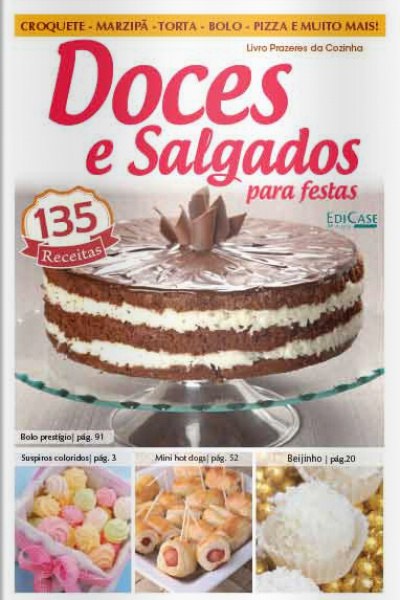 CROQUETE - MARZIPÃ - TORTA - BOLO - PIZZA E MUITO MAIS!
Livro Prazeres da Cozinha
Doces
e Salgados
para festas
135
Receitas
EDICASE
Bolo prestígio| pág. 91
Suspiros coloridos| pág. 3
Mini hot dogs| pág. 52
Beijinho | pág.20